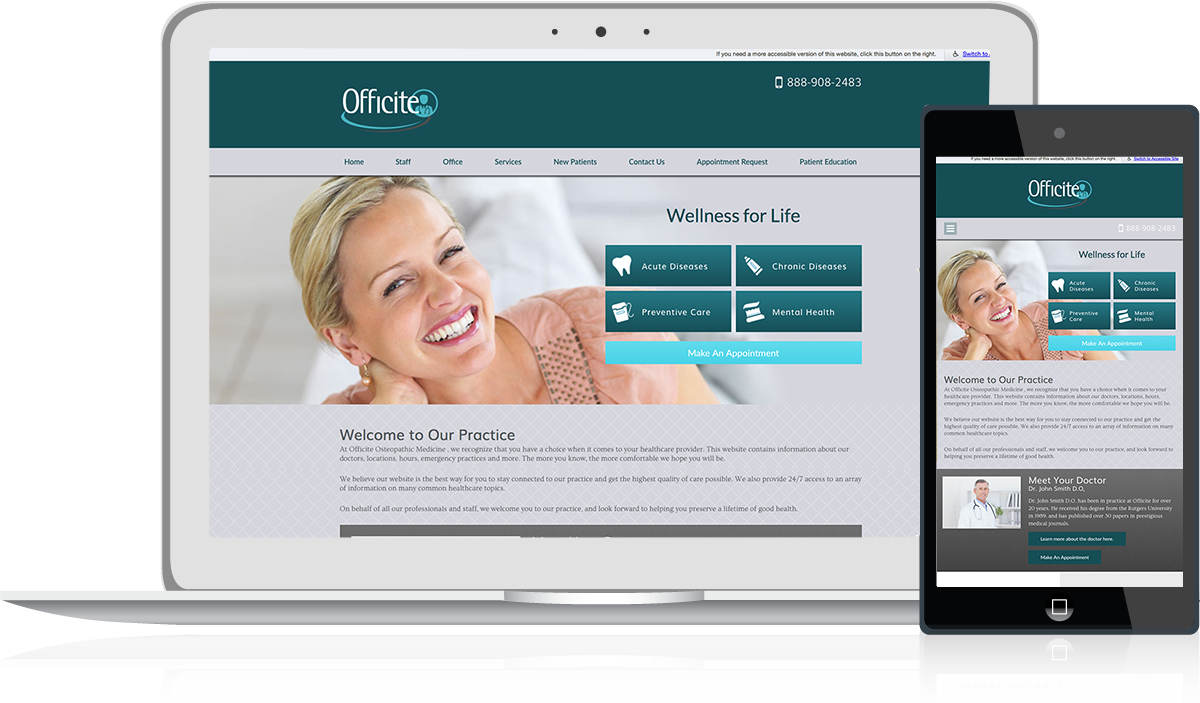 If you need a more accessible version of this website, click this button on the right.
Switch to
Officite
888-908-2483
Home
Staff
Office
Services
New Patients
Contact Us
Appointment Request
Patient Education
Wellness for Life
Acute Diseases
Chronic Diseases
Preventive Care
Mental Health
Make An Appointment
Welcome to Our Practice
At Officite Osteopathic Medicine , we recognize that you have a choice when it comes to your healthcare provider. This website contains information about our
doctors, locations, hours, emergency practices and more. The more you know, the more comfortable we hope you will be.
We believe our website is the best way for you to stay connected to our practice and get the highest quality of care possible. We also provide 24/7 access to an array
of information on many common healthcare topics.
On behalf of all our professionals and staff, we welcome you to our practice, and look forward to helping you preserve a lifetime of good health.
If you need a more accessible version of this website, click this button on the right.
Switch to Accessible Site
Officite
888-908-2483
Wellness for Life
Acute
Diseases
Chronic
Diseases
Preventive
Care
Mental
Health
Make An Appointment
Welcome to Our Practice
At Officite Osteopathic Medicine , we recognize that you have a choice when it comes to your
healthcare provider. This website contains information about our doctors, locations, hours,
emergency practices and more. The more you know, the more comfortable we hope you will be.
We believe our website is the best way for you to stay connected to our practice and get the
highest quality of care possible. We also provide 24/7 access to an array of information on many
common healthcare topics.
On behalf of all our professionals and staff, we welcome you to our practice, and look forward to
helping you preserve a lifetime of good health.
Meet Your Doctor
Dr. John Smith D.O,
Dr. John Smith D.O. has been in practice at Officite for over
20 years. He received his degree from the Rutgers University
in 1989, and has published over 30 papers in prestigious
medical journals.
Learn more about the doctor here.
Make An Appointment